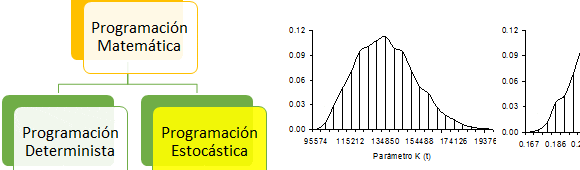 Programación
Matemática
Programación
Determinista
Programación
Estocástica
0.12
0.09
0.06
0.03
0.00
95574 115212 134850 154488 174126 19376
Parámetro K (t)
0.12
0.09
0.06
0.03
0.00
0.167 0.186